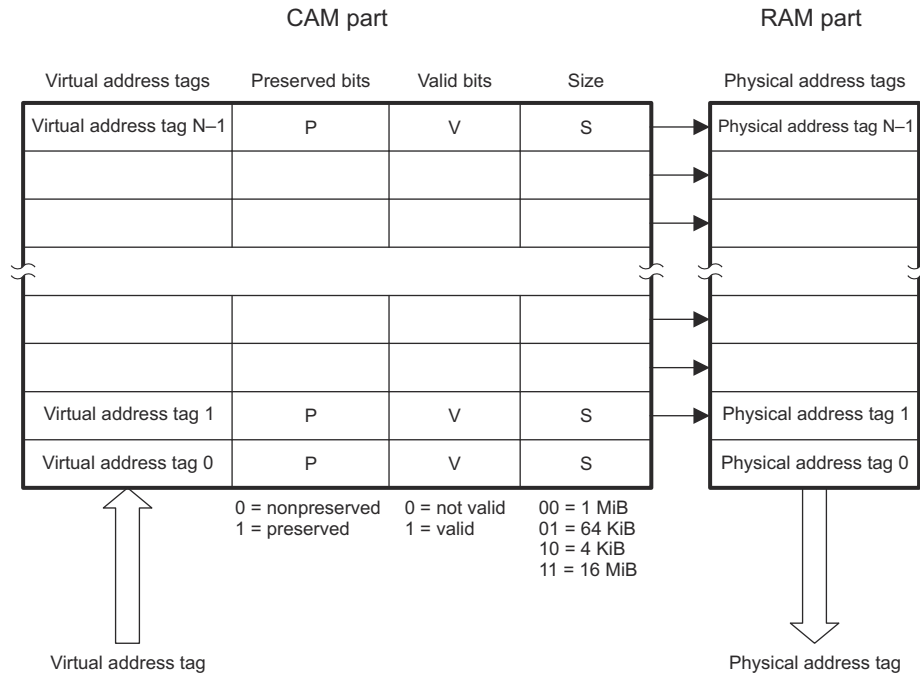 CAM part
RAM part
Virtual address tags
Preserved bits
Valid bits
Size
Physical address tags
Virtual address tag N–1
P
V
S
Physical address tag N–1
Virtual address tag 1
P
V
S
Physical address tag 1
Virtual address tag 0
P
V
S
Physical address tag 0
0 = nonpreserved
1 = preserved
0 = not valid
1 = valid
00 = 1 MiB
01 = 64 KiB
10 = 4 KiB
11 = 16 MiB
Virtual address tag
Physical address tag